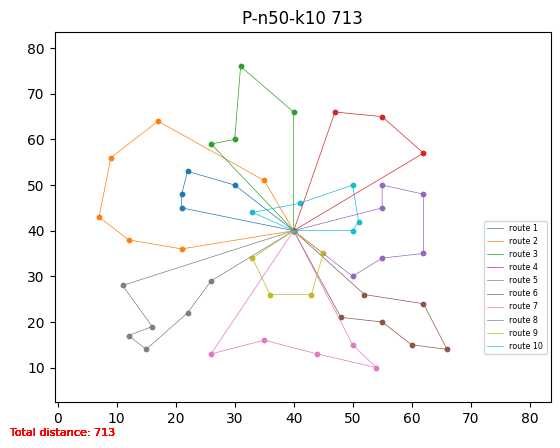 P-n50-k10 713
80
70
60
50
40
30
20
10
0 10 20 30 40 50 60 70 80
route 1
route 2
route 3
route 4
route 5
route 6
route 7
route 8
route 9
route 10
Total distance: 713